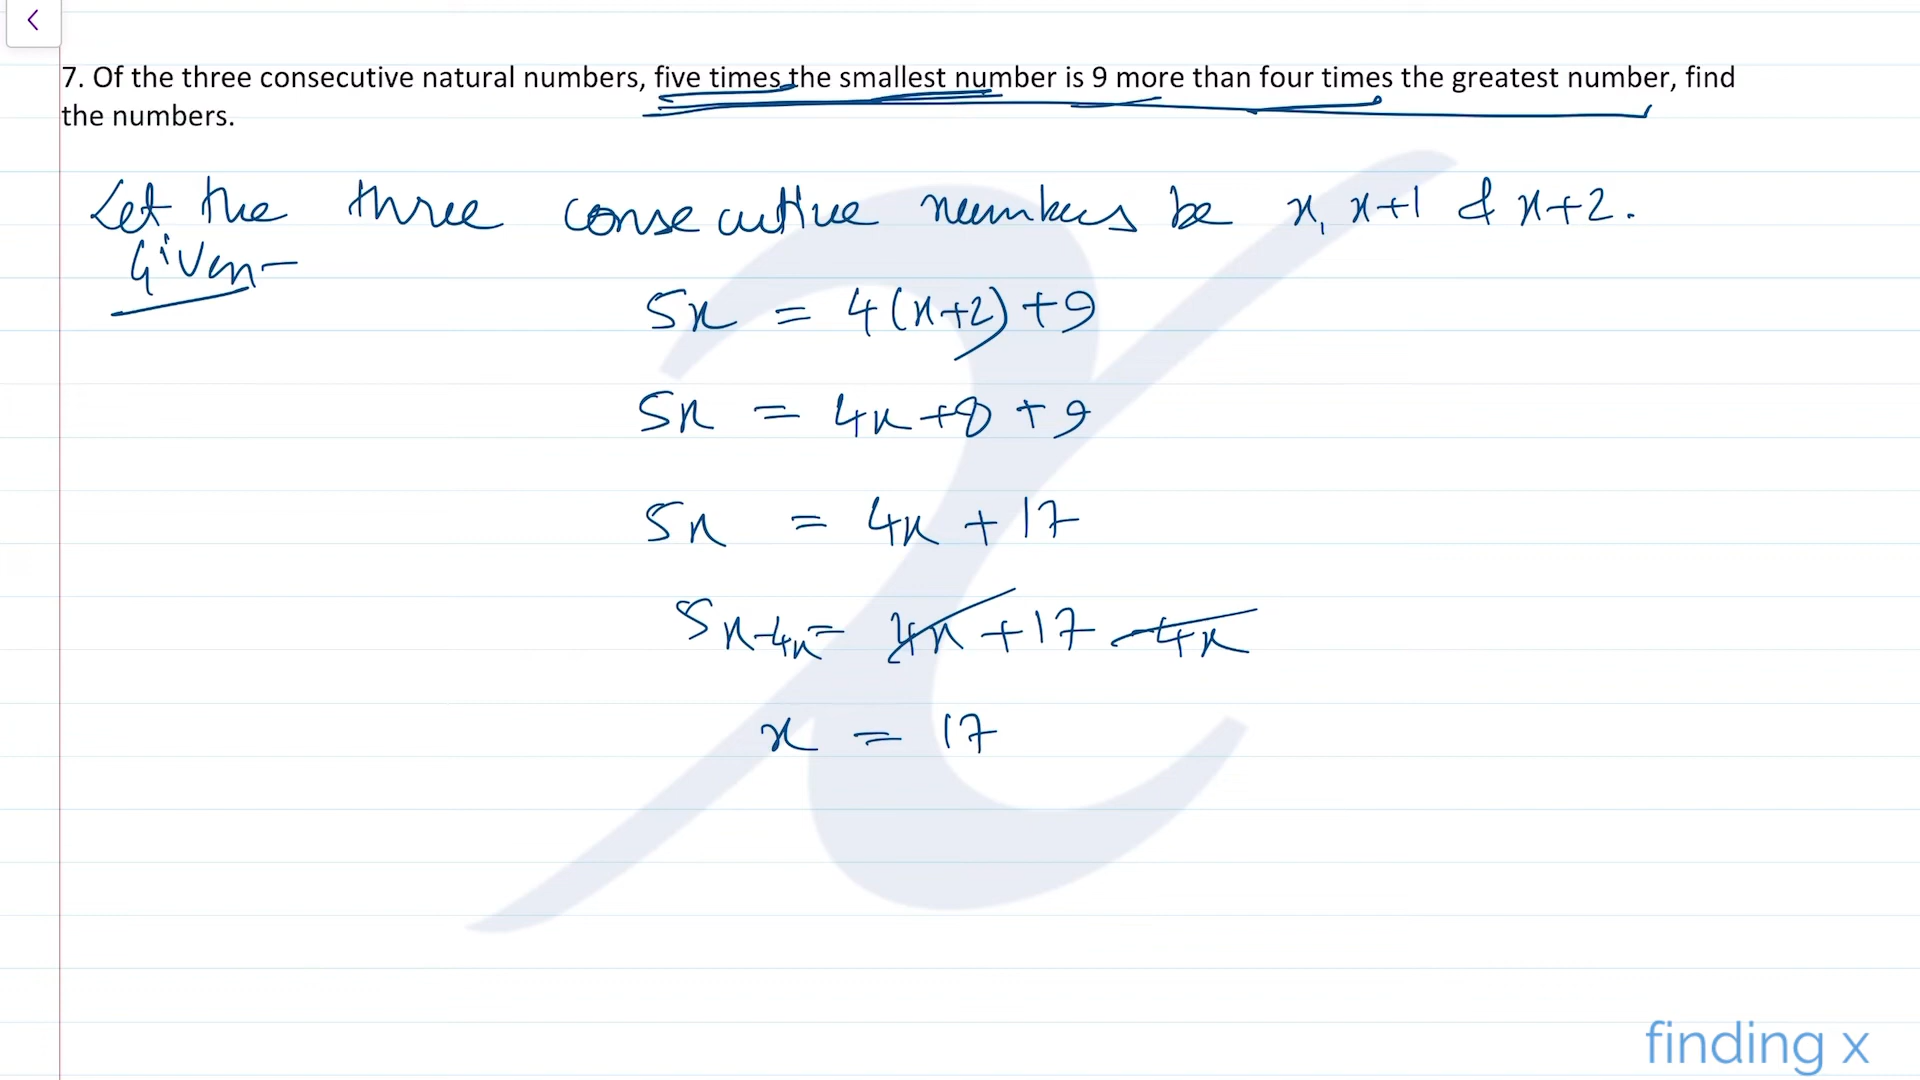 7. Of the three consecutive natural numbers, five times the smallest number is 9 more than four times the greatest number, find
the numbers.
Let the three consecutive numbers be x, x+1 & x+2.
Given-
5x = 4(x+2)+9
5x = 4x+8+9
5x = 4x+17
5x-4x= 4x+17-4x
x = 17
finding x